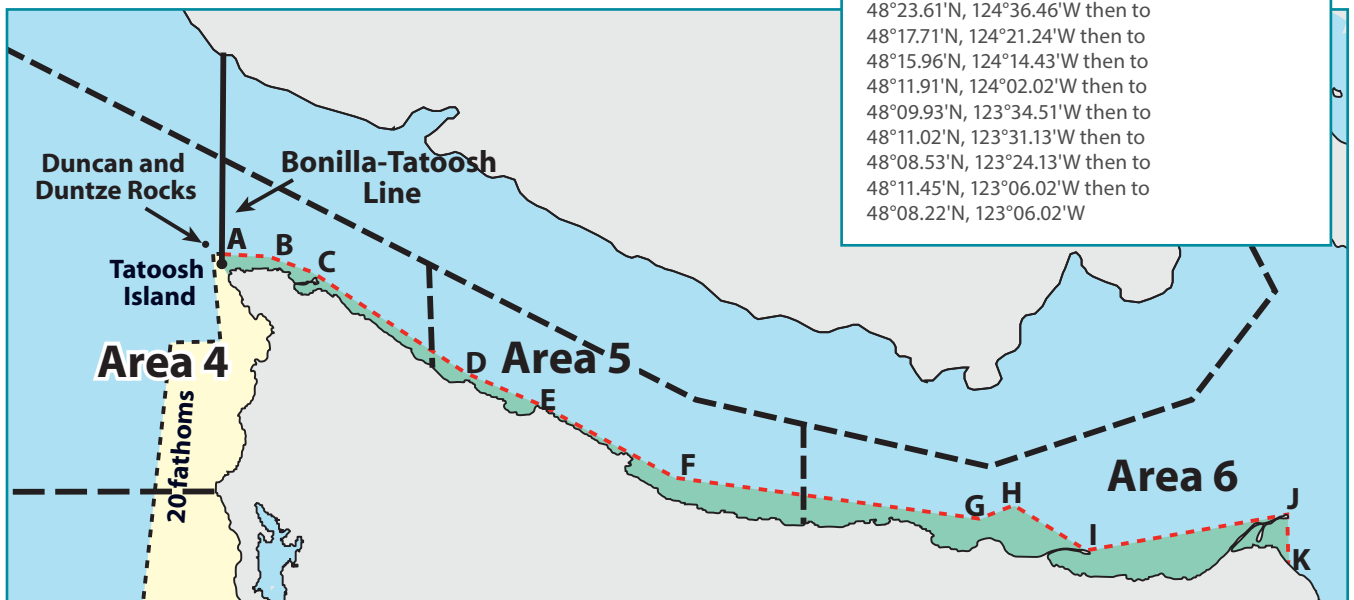 48°23.61'N, 124°36.46'W then to
48°17.71'N, 124°21.24'W then to
48°15.96'N, 124°14.43'W then to
48°11.91'N, 124°02.02'W then to
48°09.93'N, 123°34.51'W then to
48°11.02'N, 123°31.13'W then to
48°08.53'N, 123°24.13'W then to
48°11.45'N, 123°06.02'W then to
48°08.22'N, 123°06.02'W
Duncan and
Duntze Rocks
Bonilla-Tatoosh
Line
A
B
C
Tatoosh
Island
Area 4
20 fathoms
D
Area 5
E
F
G
H
Area 6
I
J
K